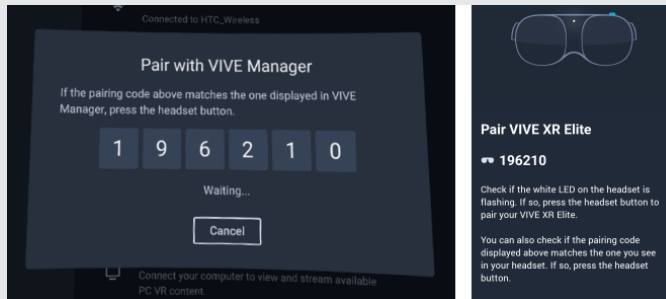 Connected to HTC_Wireless
Pair with VIVE Manager
If the pairing code above matches the one displayed in VIVE
Manager, press the headset button.
1 9 6 2 1 0
Waiting...
Cancel
Connect your computer to view and stream available
PC VR content.
Pair VIVE XR Elite
196210
Check if the white LED on the headset is
flashing. If so, press the headset button to
pair your VIVE XR Elite.
You can also check if the pairing code
displayed above matches the one you see
in your headset. If so, press the headset
button.